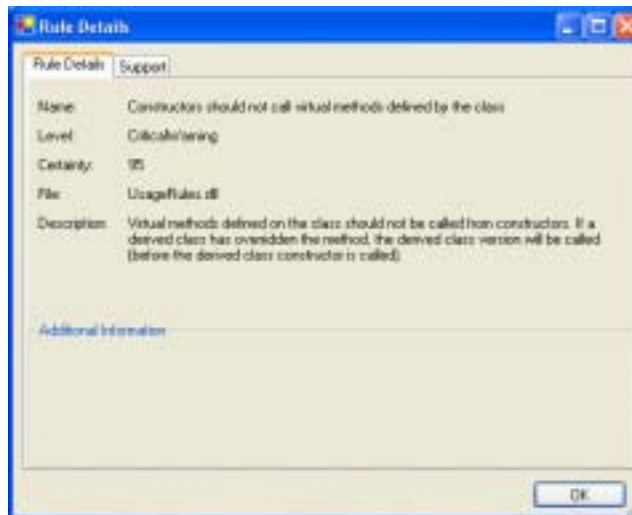 Rule Details
Rule Details Support
Name: Constructors should not call virtual methods defined by the class
Level: CriticalWarning
Certainty: 95
File: UsageRules.dll
Description: Virtual methods defined on the class should not be called from constructors. If a
derived class has overridden the method, the derived class version will be called
(before the derived class constructor is called).
Additional Information
OK